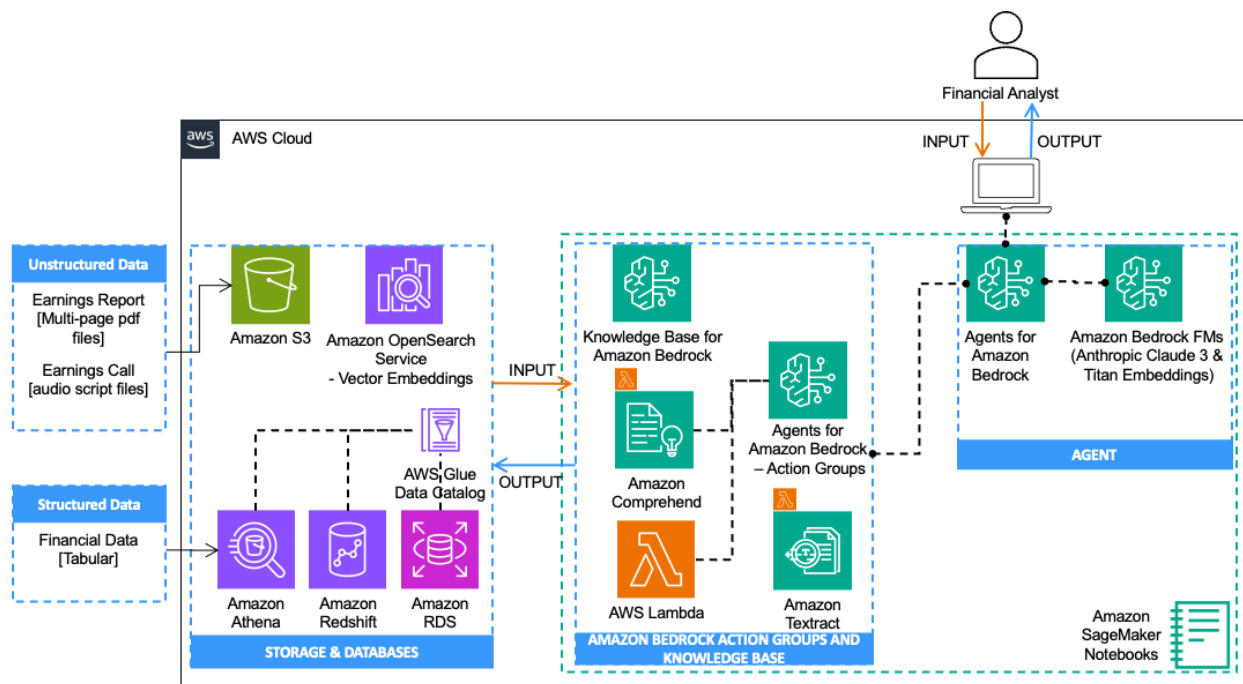 Financial Analyst
INPUT
OUTPUT
aws
AWS Cloud
Unstructured Data
Earnings Report
[Multi-page pdf
files]
Earnings Call
[audio script files]
Structured Data
Financial Data
[Tabular]
Amazon S3
Amazon OpenSearch
Service
- Vector Embeddings
AWS Glue
Data Catalog
Amazon
Athena
Amazon
Redshift
Amazon
RDS
STORAGE & DATABASES
INPUT
OUTPUT
Knowledge Base for
Amazon Bedrock
Amazon
Comprehend
AWS Lambda
Agents for
Amazon Bedrock
– Action Groups
Amazon
Textract
AMAZON BEDROCK ACTION GROUPS AND
KNOWLEDGE BASE
Agents for
Amazon
Bedrock
Amazon Bedrock FMs
(Anthropic Claude 3 &
Titan Embeddings)
AGENT
Amazon
SageMaker
Notebooks